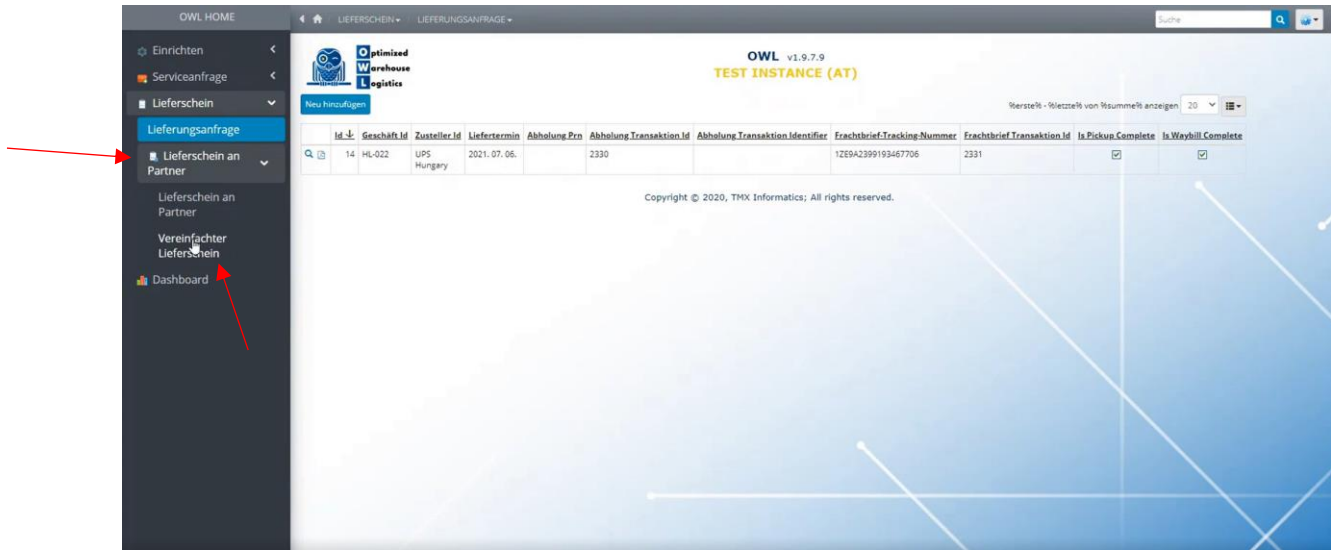 OWL HOME
LIEFERSCHEIN
LIEFERUNGSANFRAGE
Suche
Einrichten
Serviceanfrage
Lieferschein
Lieferungsanfrage
Lieferschein an
Partner
Lieferschein an
Partner
Vereinfachter
Lieferschein
Dashboard
Optimized
Warehouse
Logistics
OWL v1.9.7.9
TEST INSTANCE (AT)
Neu hinzufügen
%erste% - %letzte% von %summe% anzeigen 20
Id Geschäft Id Zusteller Id Liefertermin Abholung Prn Abholung Transaktion Id Abholung Transaktion Identifier Frachtbrief-Tracking-Nummer Frachtbrief Transaktion Id Is Pickup Complete Is Waybill Complete
14 HL-022 UPS 2021. 07. 06. 2330 1ZE9A2399193467706 2331
Hungary
Copyright © 2020, TMX Informatics; All rights reserved.